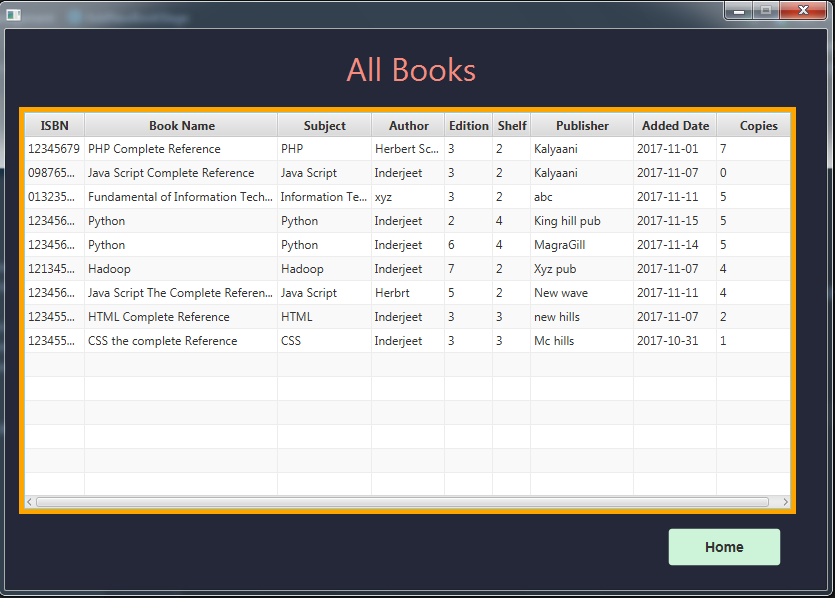 All Books
ISBN Book Name Subject Author Edition Shelf Publisher Added Date Copies
12345679 PHP Complete Reference PHP Herbert Sc... 3 2 Kalyaani 2017-11-01 7
098765... Java Script Complete Reference Java Script Inderjeet 3 2 Kalyaani 2017-11-07 0
013235... Fundamental of Information Tech... Information Te... xyz 3 2 abc 2017-11-11 5
123456... Python Python Inderjeet 2 4 King hill pub 2017-11-15 5
123456... Python Python Inderjeet 6 4 MagraGill 2017-11-14 5
121345... Hadoop Hadoop Inderjeet 7 2 Xyz pub 2017-11-07 4
123456... Java Script The Complete Referen... Java Script Herbrt 5 2 New wave 2017-11-11 4
123455... HTML Complete Reference HTML Inderjeet 3 3 new hills 2017-11-07 2
123455... CSS the complete Reference CSS Inderjeet 3 3 Mc hills 2017-10-31 1
Home